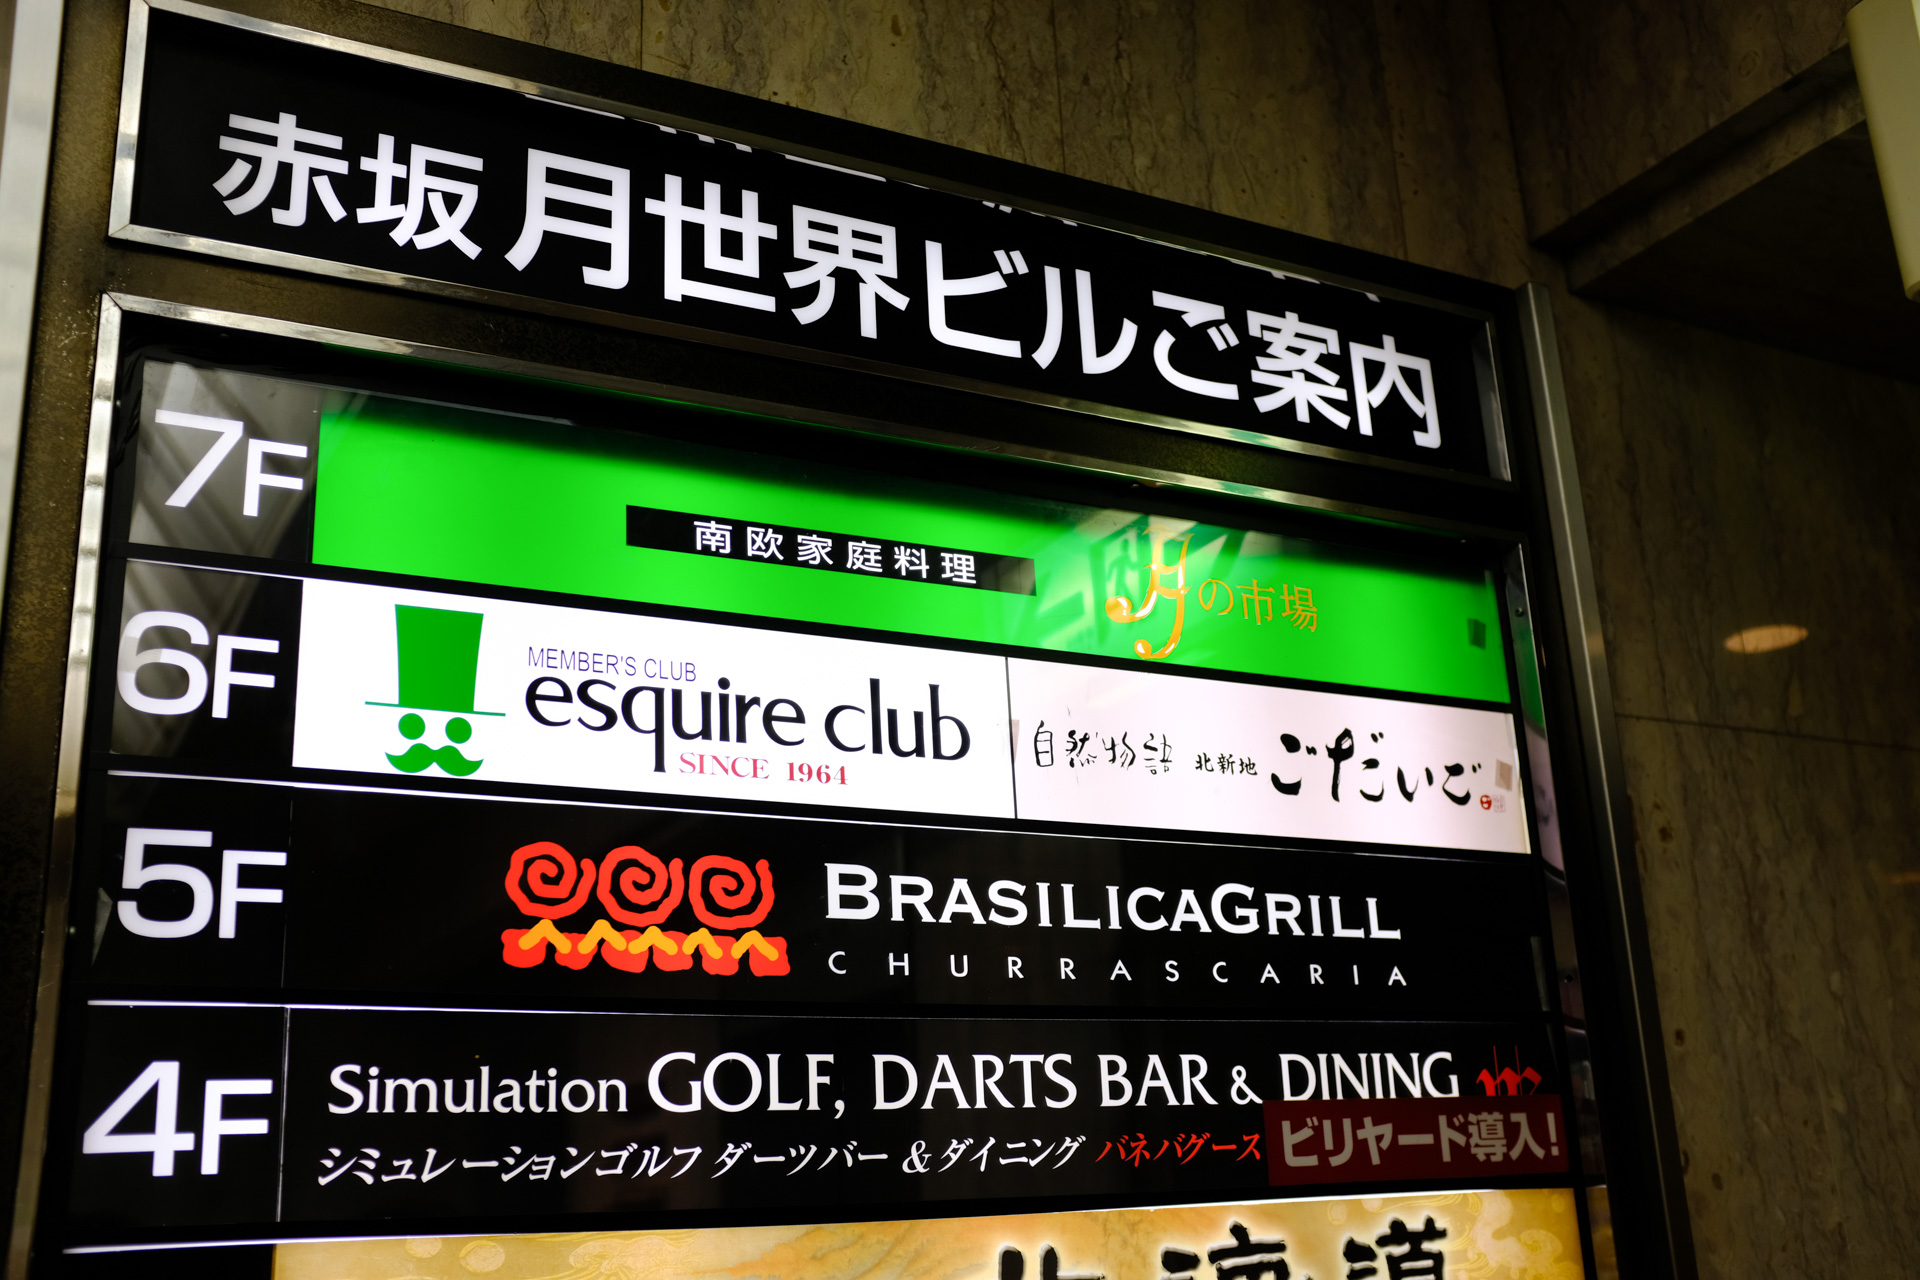 赤坂月世界ビルご案内
7F
南欧家庭料理
月の市場
6F
MEMBER'S CLUB
esquire club
SINCE 1964
自然物語 北新地 ごだいご
5F
BRASILICAGRILL
CHURRASCARIA
4F
Simulation GOLF, DARTS BAR & DINING
シミュレーションゴルフ ダーツバー &ダイニング バネバグース
ビリヤード導入!
北海道